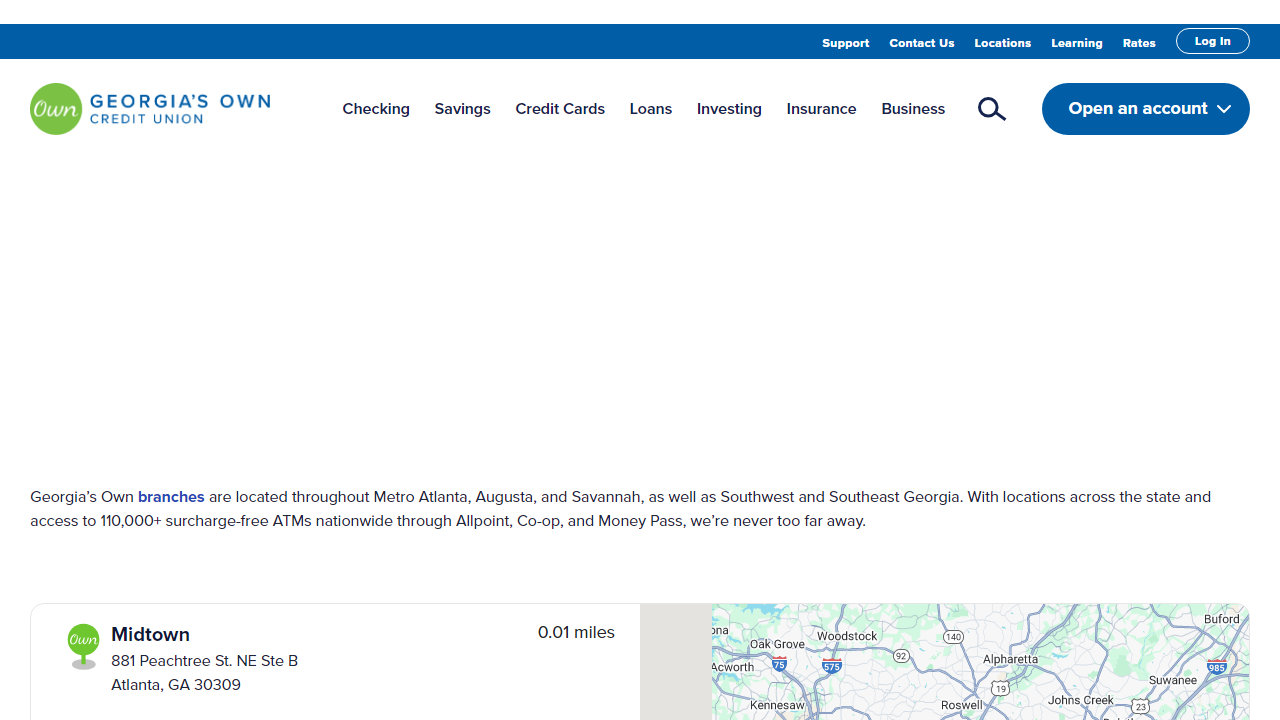 Support Contact Us Locations Learning Rates Log In
Own GEORGIA'S OWN
CREDIT UNION
Checking Savings Credit Cards Loans Investing Insurance Business Open an account
Georgia's Own branches are located throughout Metro Atlanta, Augusta, and Savannah, as well as Southwest and Southeast Georgia. With locations across the state and
access to 110,000+ surcharge-free ATMs nationwide through Allpoint, Co-op, and Money Pass, we're never too far away.
Own Midtown 0.01 miles
881 Peachtree St. NE Ste B
Atlanta, GA 30309
Buford
Woodstock 140
Oak Grove
92 Alpharetta
Acworth 75 575 985
Suwanee
19
Johns Creek
Kennesaw Roswell 23